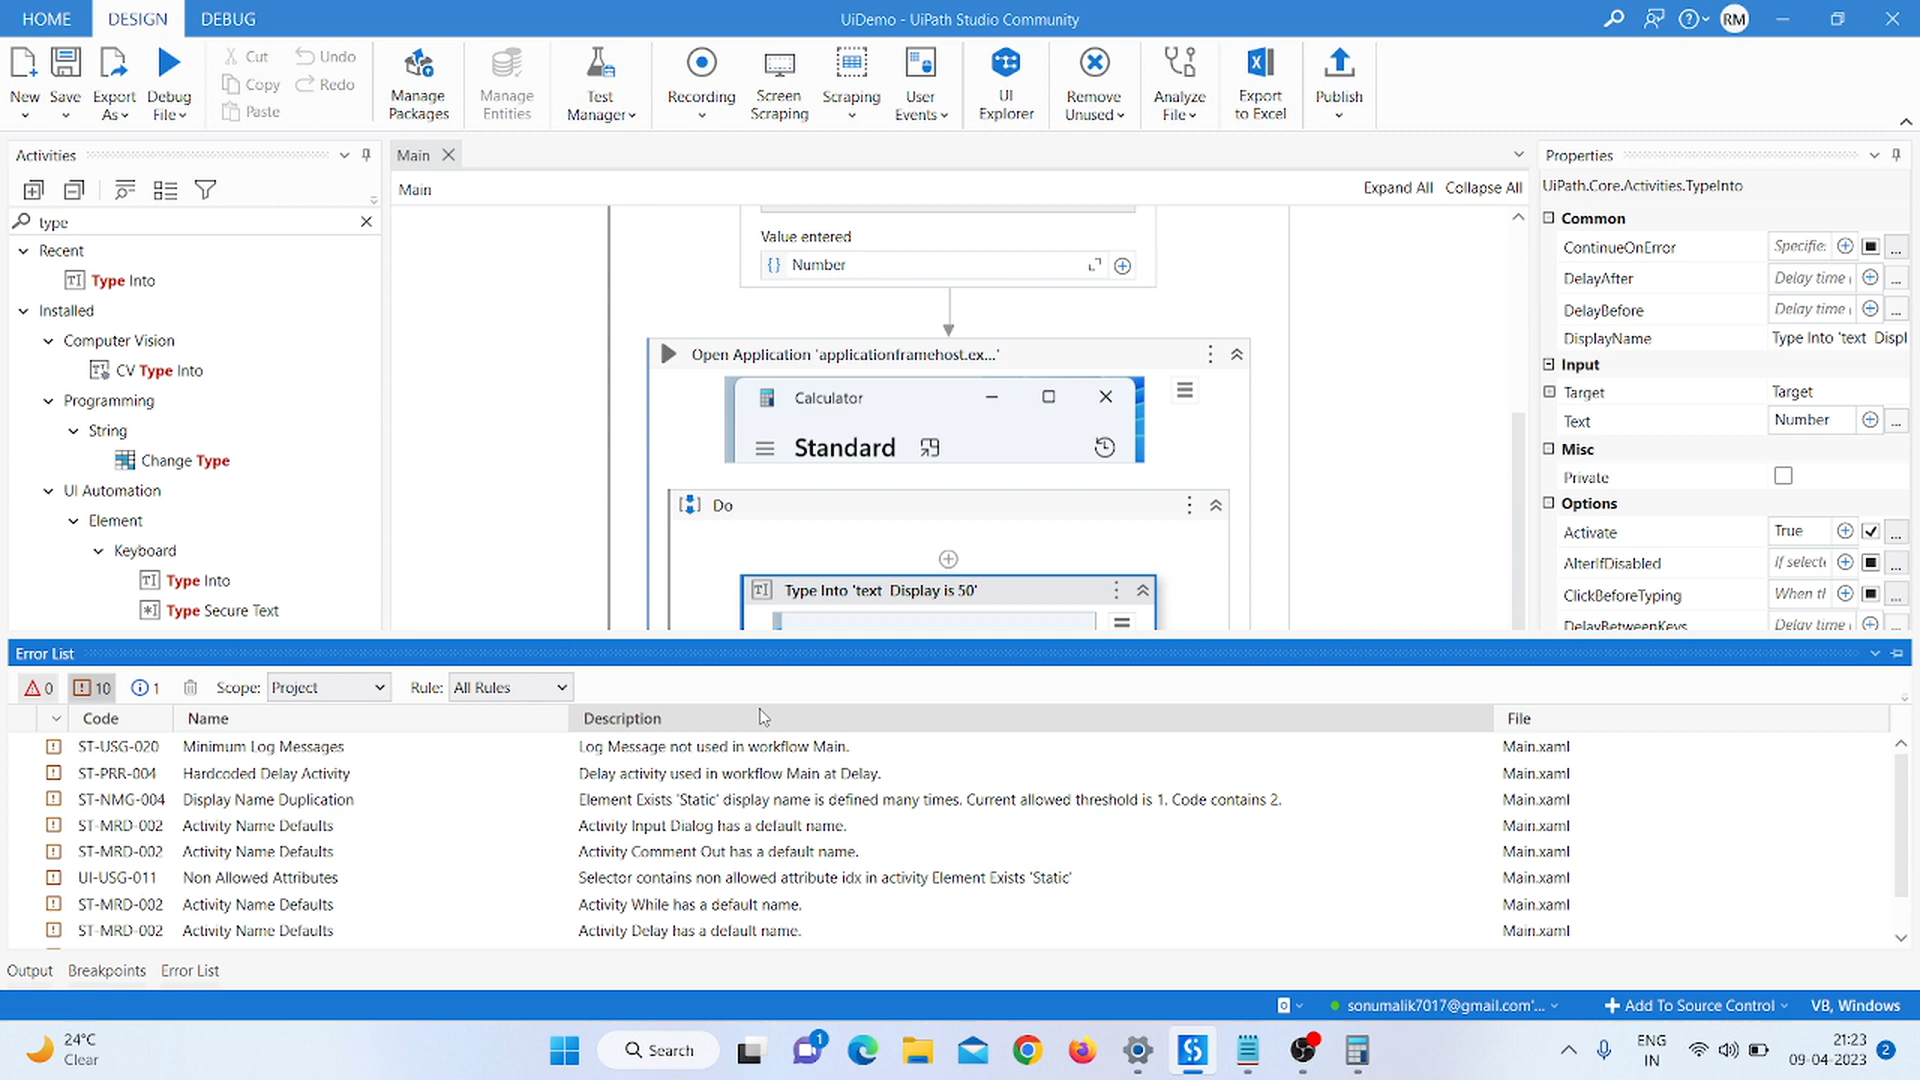 HOME DESIGN DEBUG UiDemo - UiPath Studio Community RM
New Save Export As Debug File Cut Copy Paste Undo Redo Manage Packages Manage Entities Test Manager Recording Screen Scraping Scraping User Events UI Explorer Remove Unused Analyze File Export to Excel Publish
Activities
type
Recent
Type Into
Installed
Computer Vision
CV Type Into
Programming
String
Change Type
UI Automation
Element
Keyboard
Type Into
Type Secure Text
Main
Main Expand All Collapse All
Value entered
{} Number
Open Application 'applicationframehost.ex...'
Calculator
Standard
Do
Type Into 'text Display is 50'
Properties
UiPath.Core.Activities.TypeInto
Common
ContinueOnError Specifie: ...
DelayAfter Delay time ...
DelayBefore Delay time ...
DisplayName Type Into 'text Displ
Input
Target Target
Text Number ...
Misc
Private
Options
Activate True ...
AlterIfDisabled If select ...
ClickBeforeTyping When tl ...
DelayBetweenKeys Delay time
Error List
0 10 1 Scope: Project Rule: All Rules
Code Name Description File
ST-USG-020 Minimum Log Messages Log Message not used in workflow Main. Main.xaml
ST-PRR-004 Hardcoded Delay Activity Delay activity used in workflow Main at Delay. Main.xaml
ST-NMG-004 Display Name Duplication Element Exists 'Static' display name is defined many times. Current allowed threshold is 1. Code contains 2. Main.xaml
ST-MRD-002 Activity Name Defaults Activity Input Dialog has a default name. Main.xaml
ST-MRD-002 Activity Name Defaults Activity Comment Out has a default name. Main.xaml
UI-USG-011 Non Allowed Attributes Selector contains non allowed attribute idx in activity Element Exists 'Static' Main.xaml
ST-MRD-002 Activity Name Defaults Activity While has a default name. Main.xaml
ST-MRD-002 Activity Name Defaults Activity Delay has a default name. Main.xaml
Output Breakpoints Error List
sonumalik7017@gmail.com'... Add To Source Control VB, Windows
24°C
Clear
Search
1
ENG
IN
21:23
09-04-2023
2